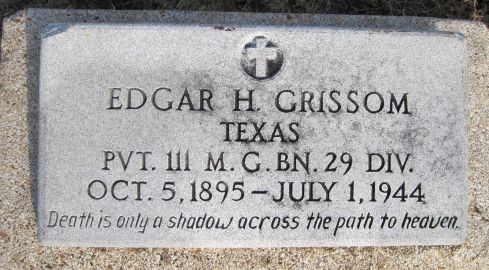 EDGAR H. GRISSOM
TEXAS
PVT. 111 M. G. BN. 29 DIV.
OCT. 5, 1895 – JULY 1, 1944
Death is only a shadow across the path to heaven.